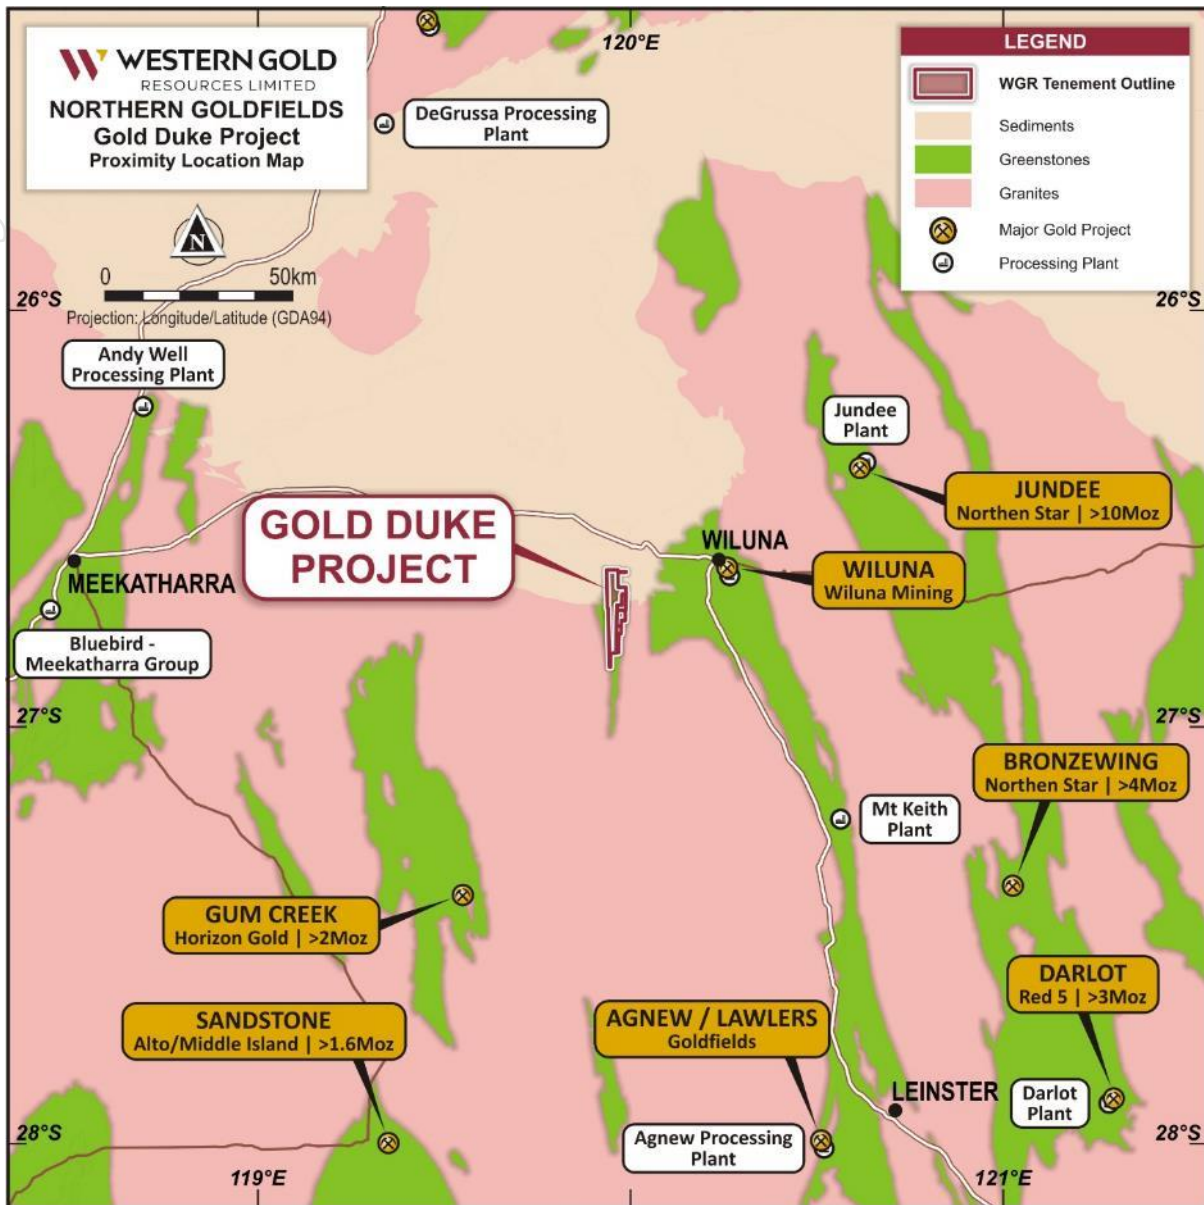 WESTERN GOLD
RESOURCES LIMITED
NORTHERN GOLDFIELDS
Gold Duke Project
Proximity Location Map
N
0 50km
Projection: Longitude/Latitude (GDA94)
120°E
LEGEND
WGR Tenement Outline
Sediments
Greenstones
Granites
Major Gold Project
Processing Plant
DeGrussa Processing
Plant
26°S
26°S
Andy Well
Processing Plant
Jundee
Plant
JUNDEE
Northen Star | >10Moz
GOLD DUKE
PROJECT
WILUNA
WILUNA
Wiluna Mining
MEEKATHARRA
Bluebird -
Meekatharra Group
27°S
27°S
BRONZEWING
Northen Star | >4Moz
Mt Keith
Plant
GUM CREEK
Horizon Gold | >2Moz
DARLOT
Red 5 | >3Moz
SANDSTONE
Alto/Middle Island | >1.6Moz
AGNEW / LAWLERS
Goldfields
LEINSTER
Darlot
Plant
Agnew Processing
Plant
28°S
28°S
119°E
121°E